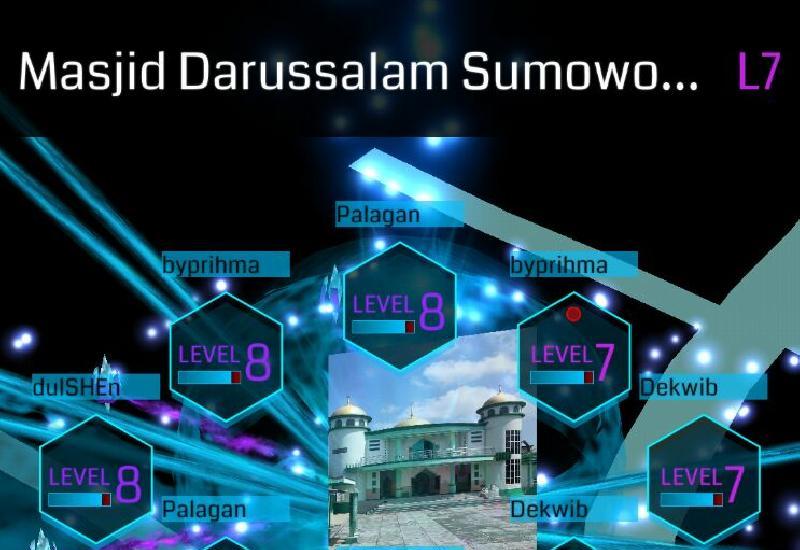 Masjid Darussalam Sumowo... L7
Palagan
byprihma
byprihma
LEVEL 8
LEVEL 8
LEVEL 7
dulSHEn
Dekwib
LEVEL 8
LEVEL 7
Palagan
Dekwib